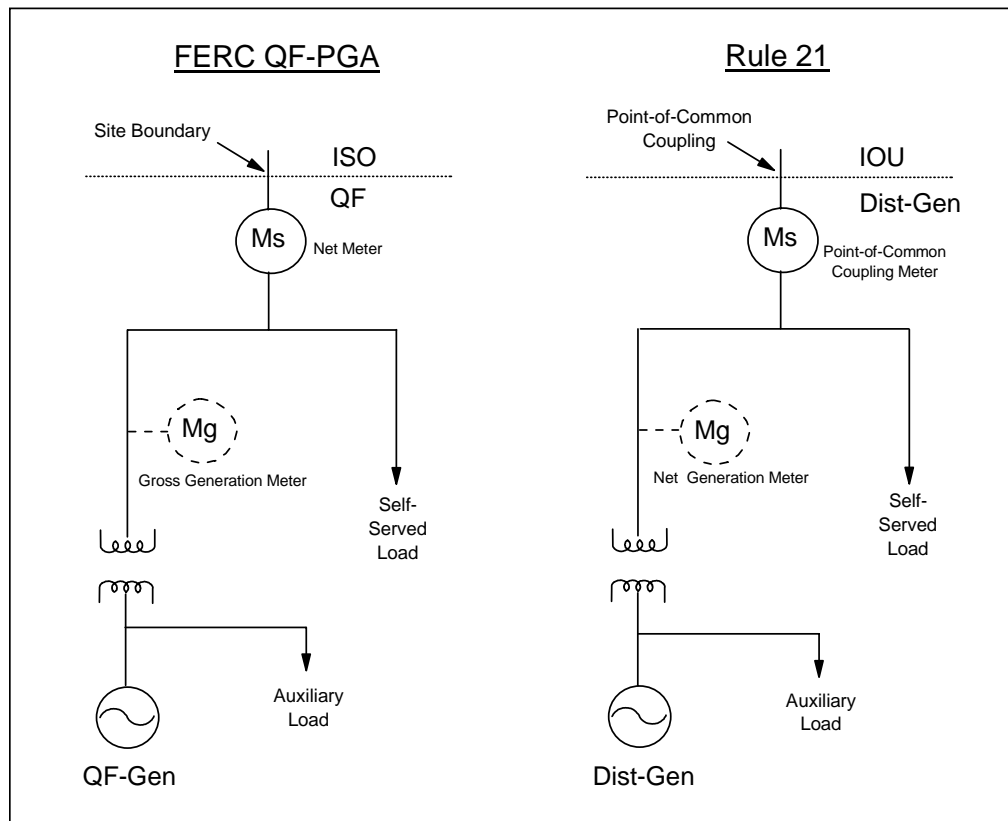 FERC QF-PGA
Site Boundary
ISO
QF
Ms
Net Meter
Mg
Gross Generation Meter
Self-
Served
Load
Auxiliary
Load
QF-Gen
Rule 21
Point-of-Common
Coupling
IOU
Dist-Gen
Ms
Point-of-Common
Coupling Meter
Mg
Net Generation Meter
Self-
Served
Load
Auxiliary
Load
Dist-Gen